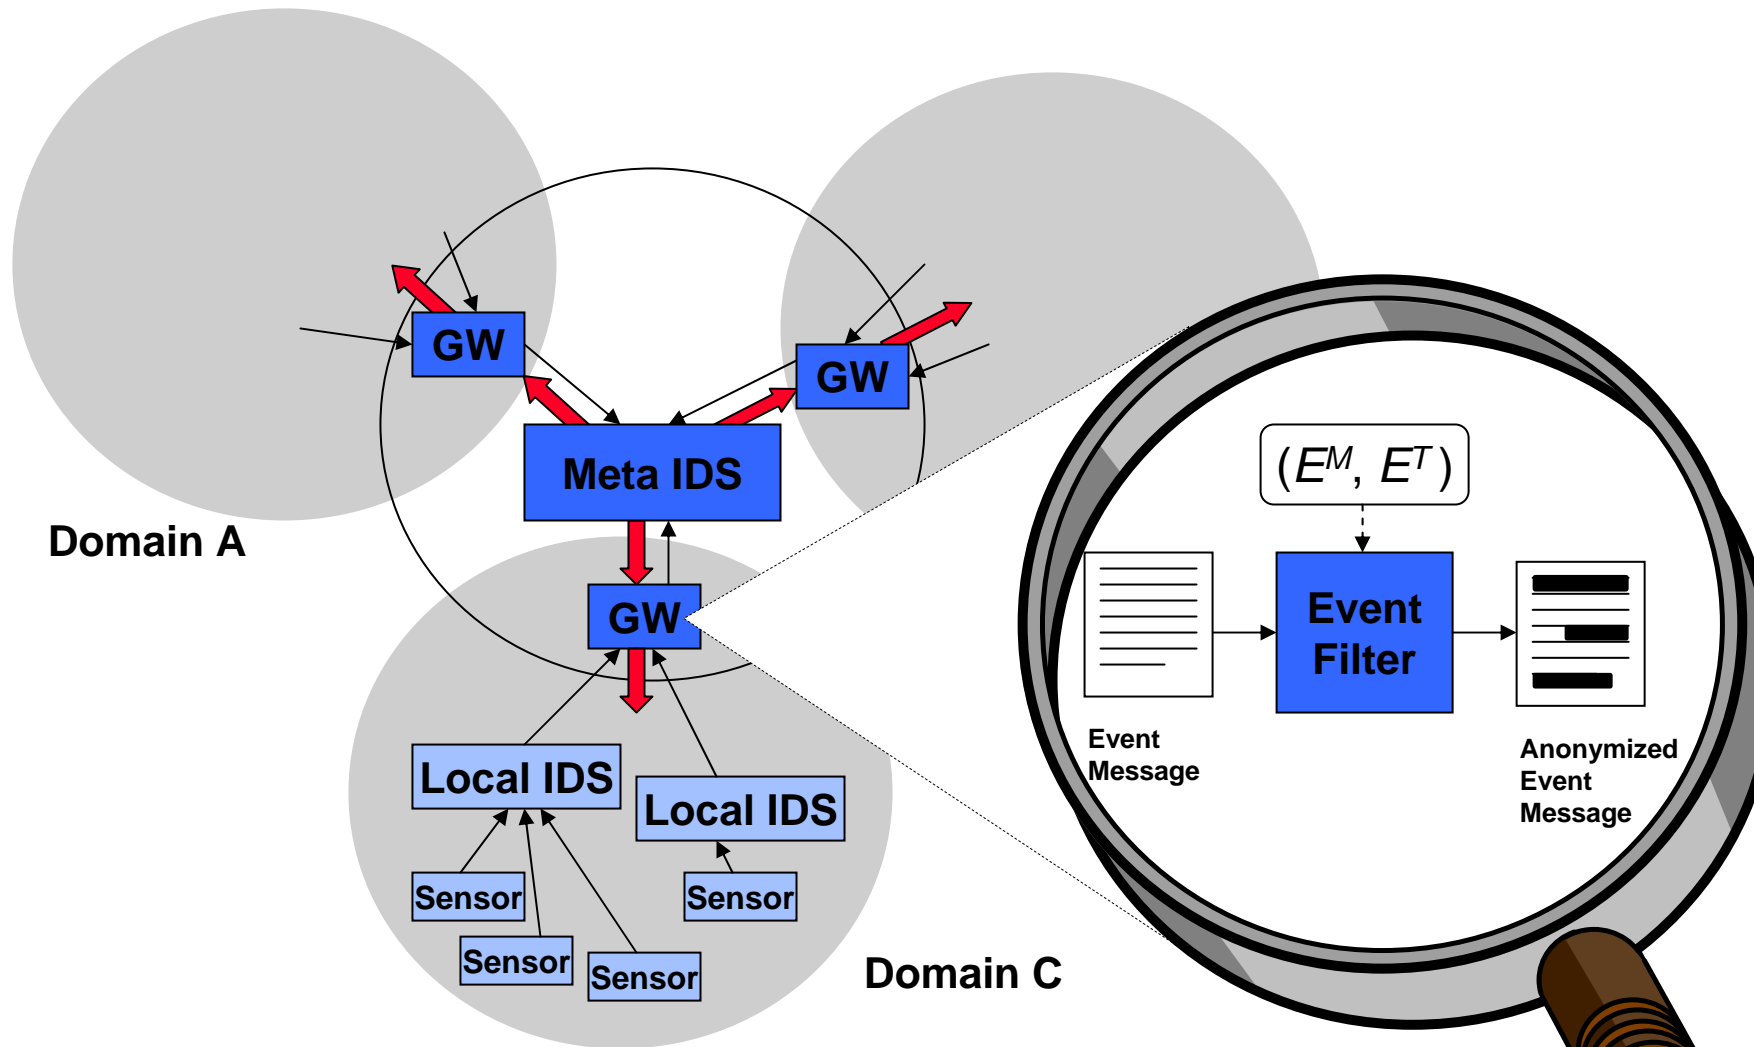 GW
GW
Meta IDS
Domain A
GW
Local IDS
Local IDS
Sensor
Sensor
Sensor
Sensor
Domain C
(E^M, E^T)
Event
Filter
Event
Message
Anonymized
Event
Message